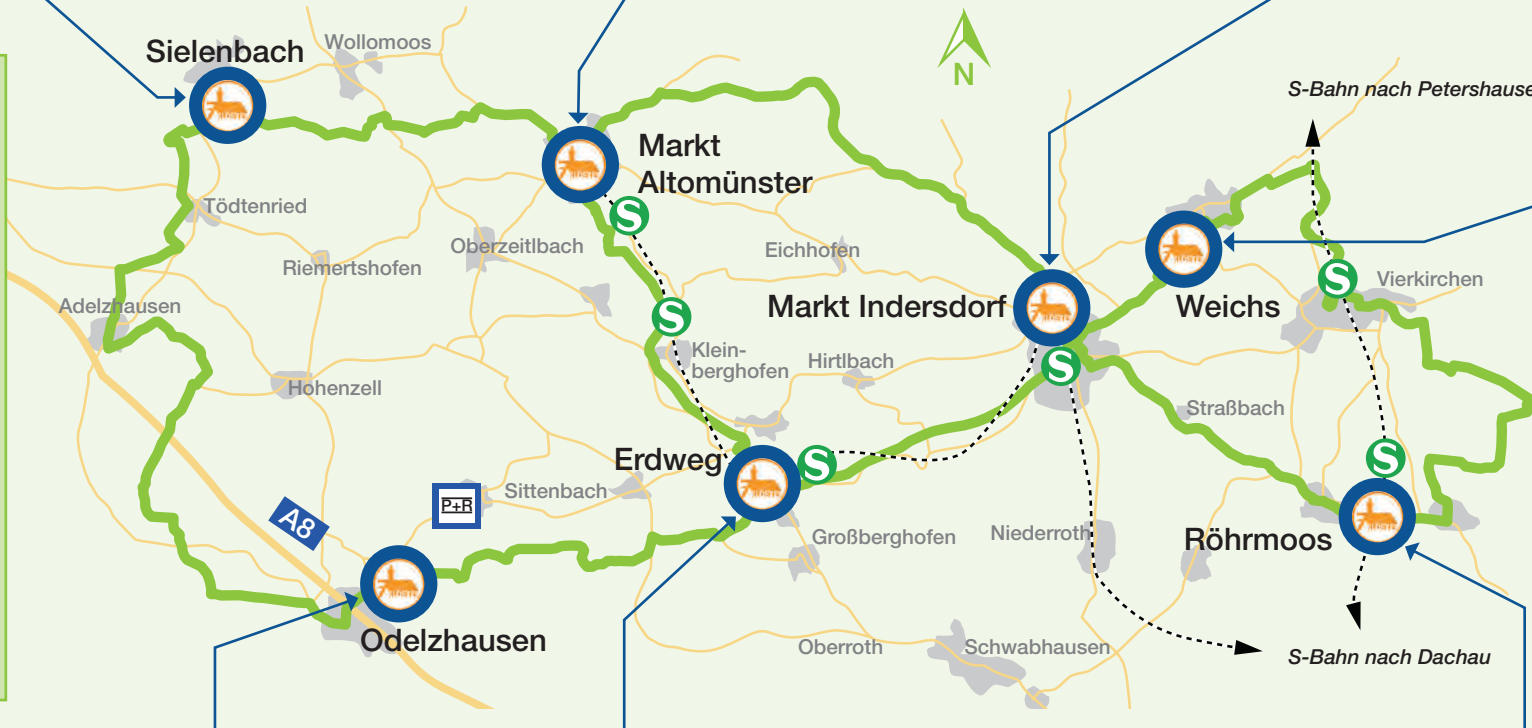 Sielenbach
Wollomoos
N
S-Bahn nach Petershause
Markt
Altomünster
S
Tödtenried
Oberzeitlbach
Eichhofen
Riemertshofen
S
Vierkirchen
Adelzhausen
Markt Indersdorf
Weichs
S
Klein-
berghofen
Hirtlbach
S
Hohenzell
Straßbach
Erdweg
S
S
Sittenbach
P+R
A8
Großberghofen
Niederroth
Röhrmoos
Odelzhausen
Oberroth
Schwabhausen
S-Bahn nach Dachau